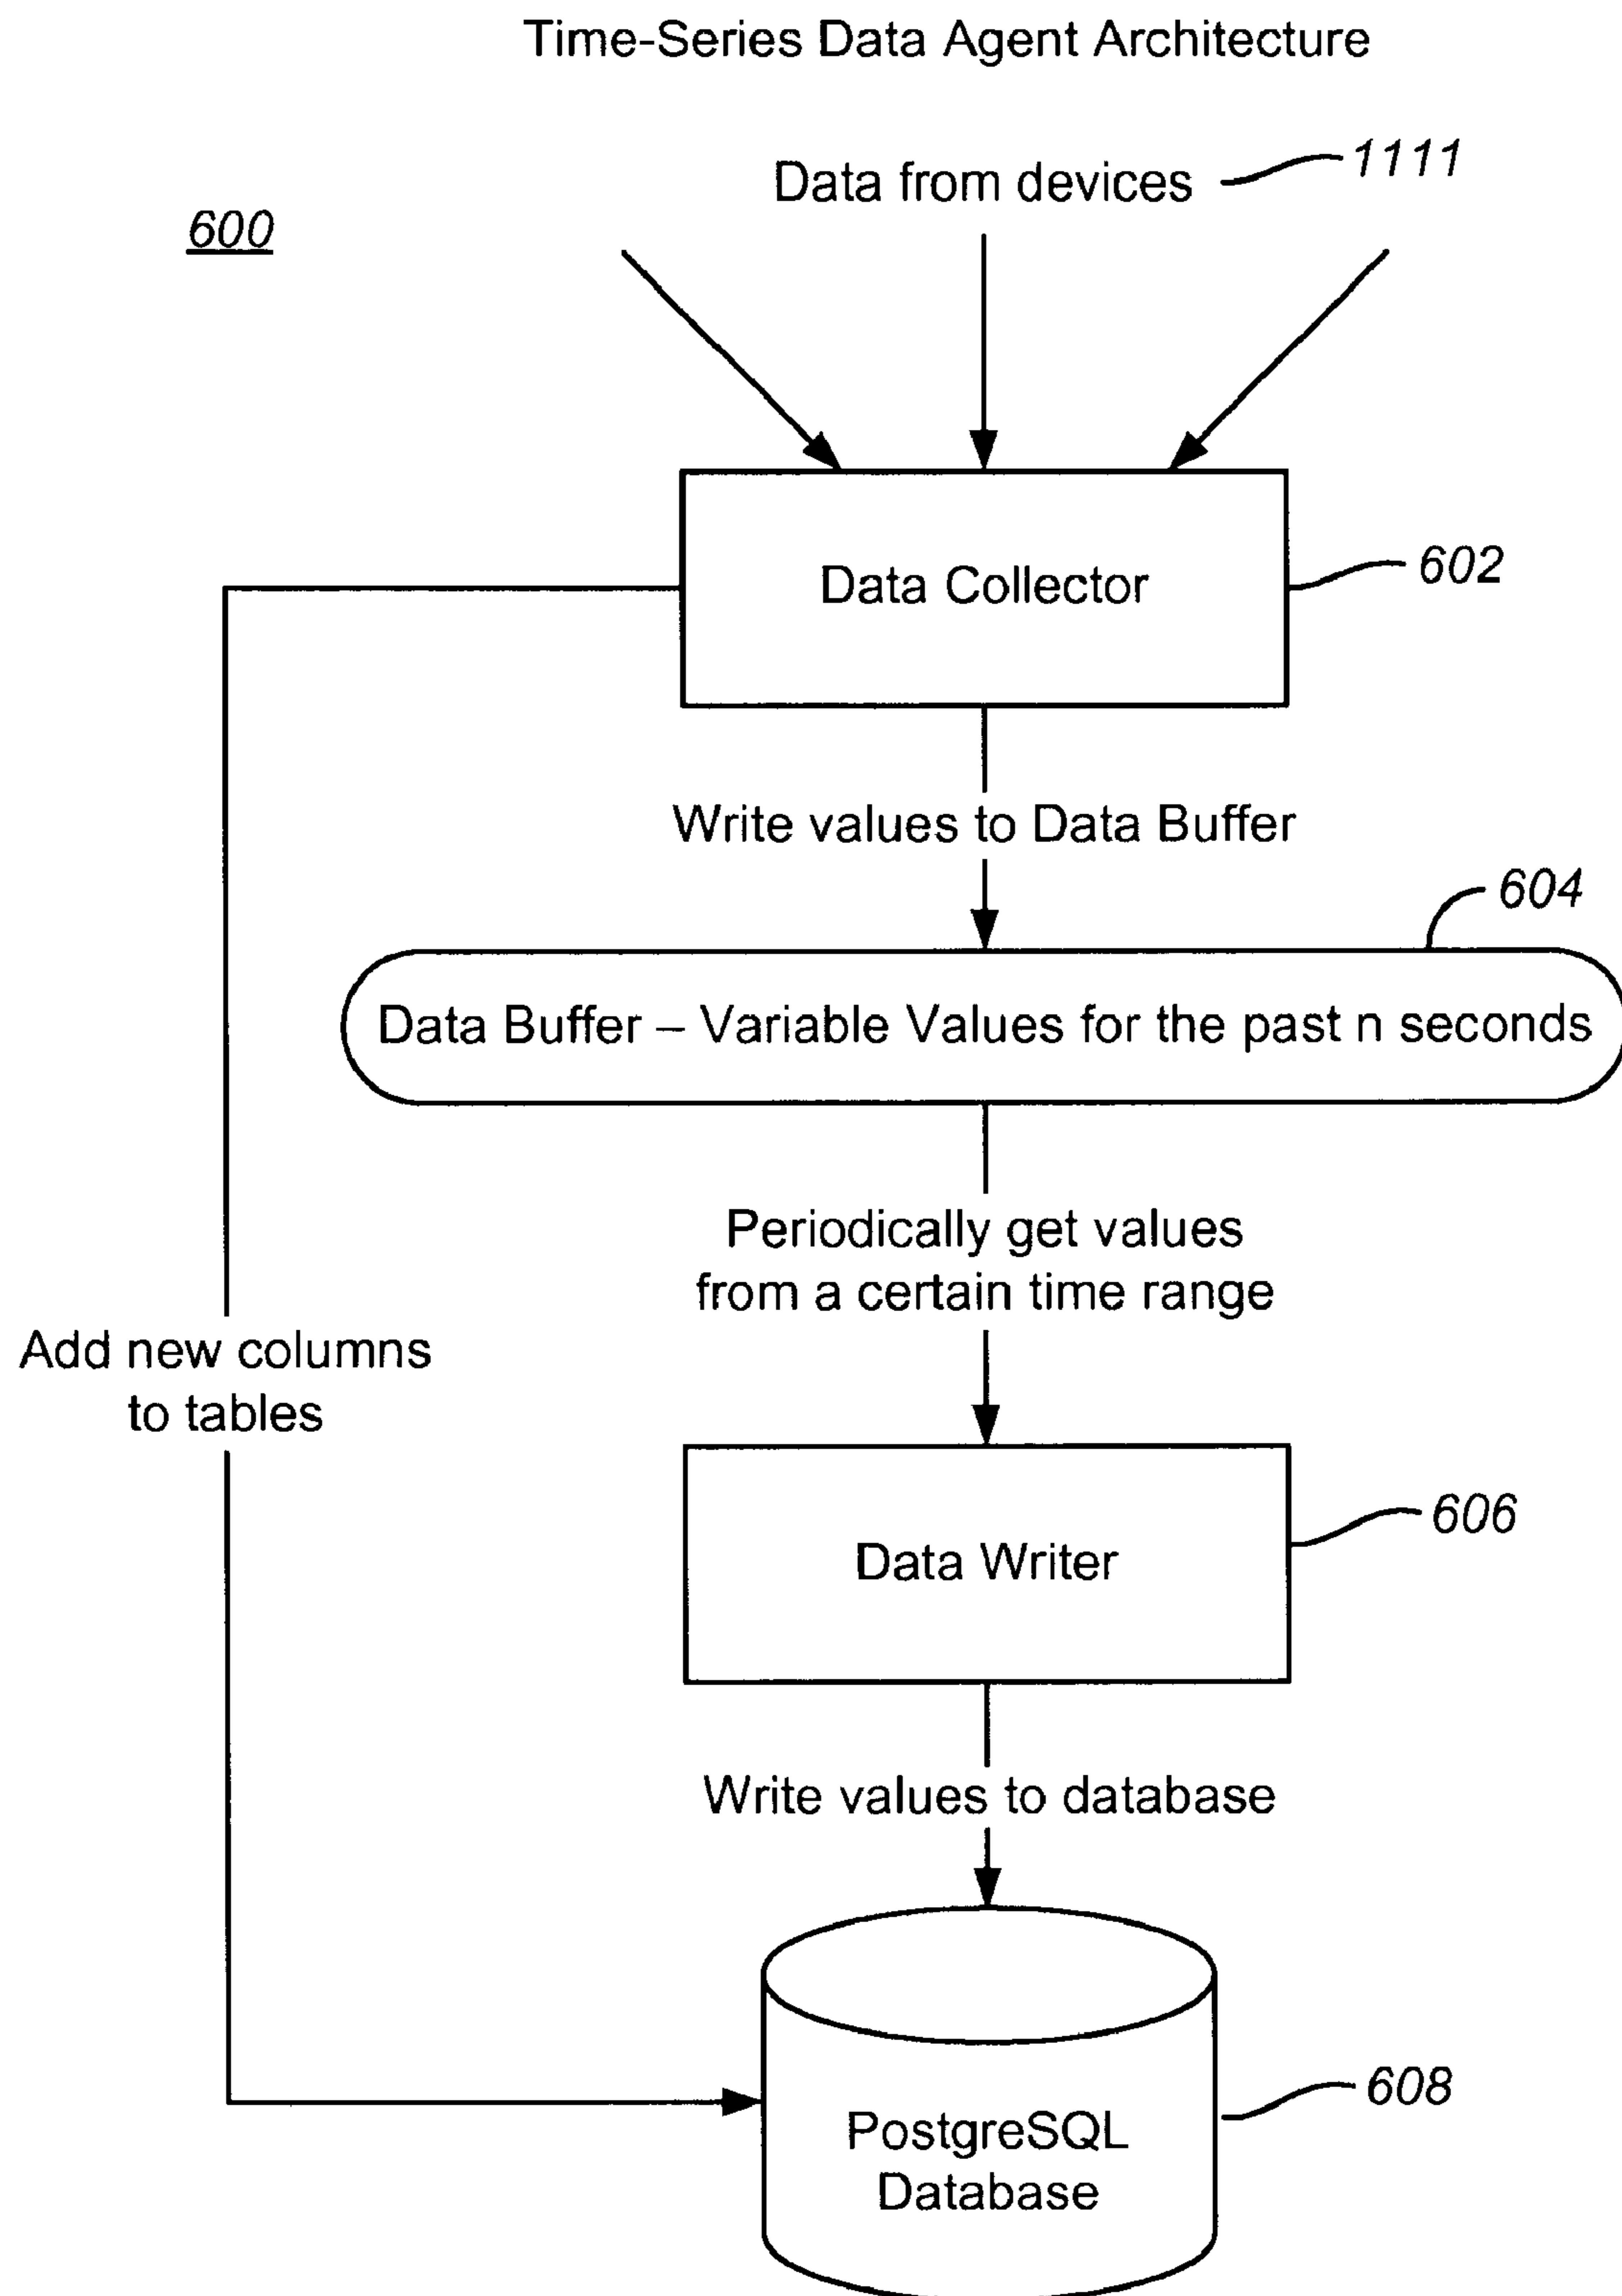 Time-Series Data Agent Architecture
Data from devices
1111
600
Data Collector
602
Write values to Data Buffer
604
Data Buffer – Variable Values for the past n seconds
Periodically get values
from a certain time range
Add new columns
to tables
606
Data Writer
Write values to database
608
PostgreSQL
Database